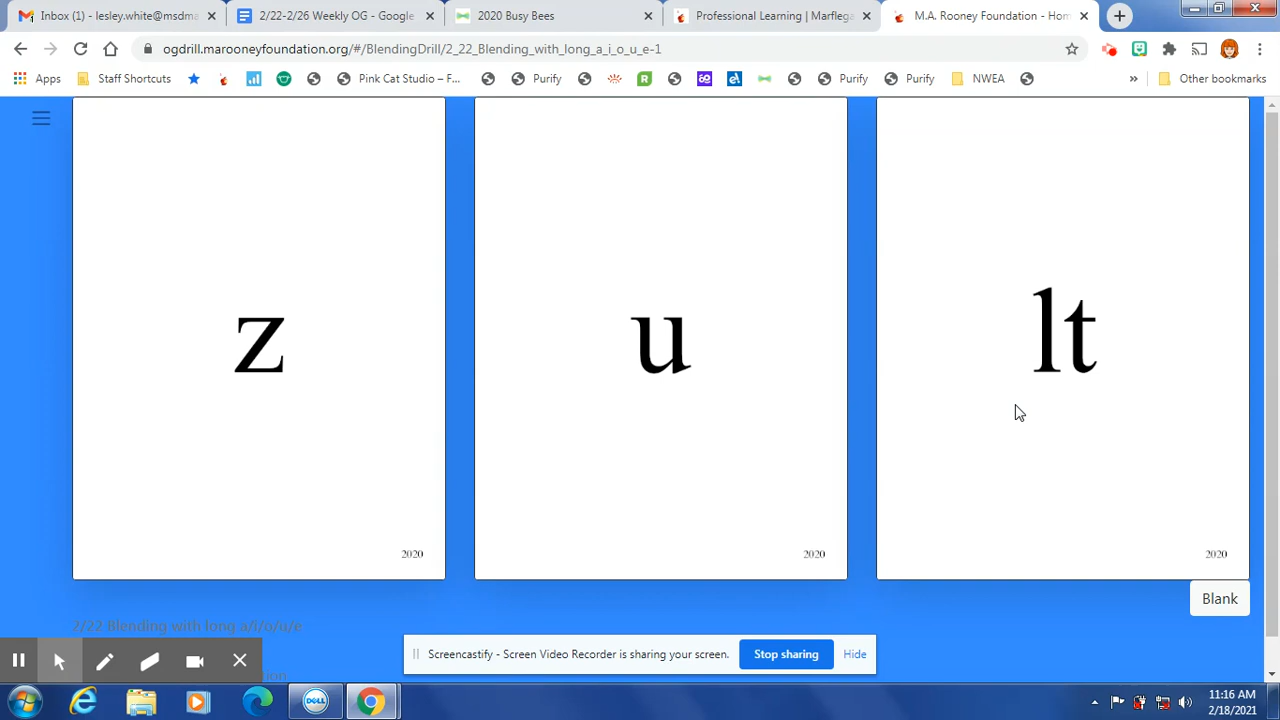 Inbox (1) - lesley.white@msdma
2/22-2/26 Weekly OG - Google
2020 Busy Bees
Professional Learning | Marflega
M.A. Rooney Foundation - Hom
ogdrill.marooneyfoundation.org/#/BlendingDrill/2_22_Blending_with_long_a_i_o_u_e-1
Apps Staff Shortcuts Pink Cat Studio – F... Purify Purify Purify NWEA » Other bookmarks
z u lt
2020 2020 2020
Blank
2/22 Blending with long a/i/o/u/e
Screencastify - Screen Video Recorder is sharing your screen. Stop sharing Hide
11:16 AM
2/18/2021